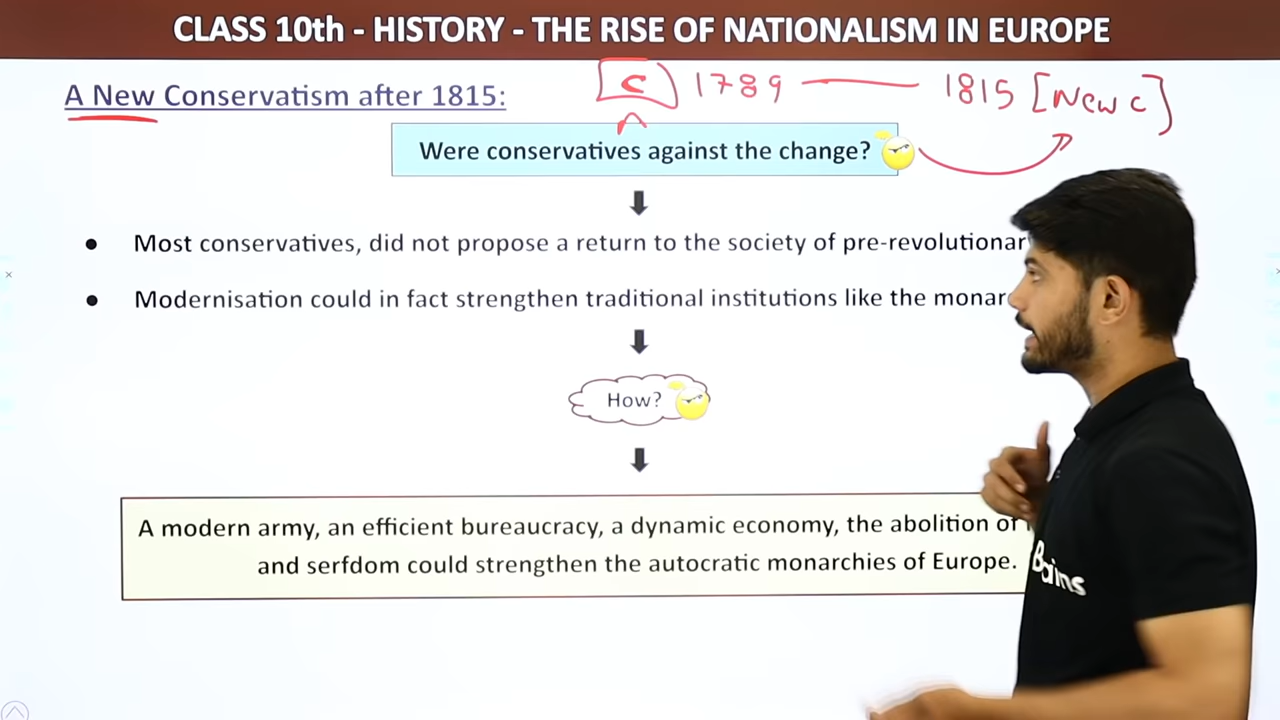 CLASS 10th - HISTORY - THE RISE OF NATIONALISM IN EUROPE
A New Conservatism after 1815:
C 1789 — 1815 [New C]
Were conservatives against the change?
● Most conservatives, did not propose a return to the society of pre-revolutionar
● Modernisation could in fact strengthen traditional institutions like the monar
How?
A modern army, an efficient bureaucracy, a dynamic economy, the abolition of
and serfdom could strengthen the autocratic monarchies of Europe.